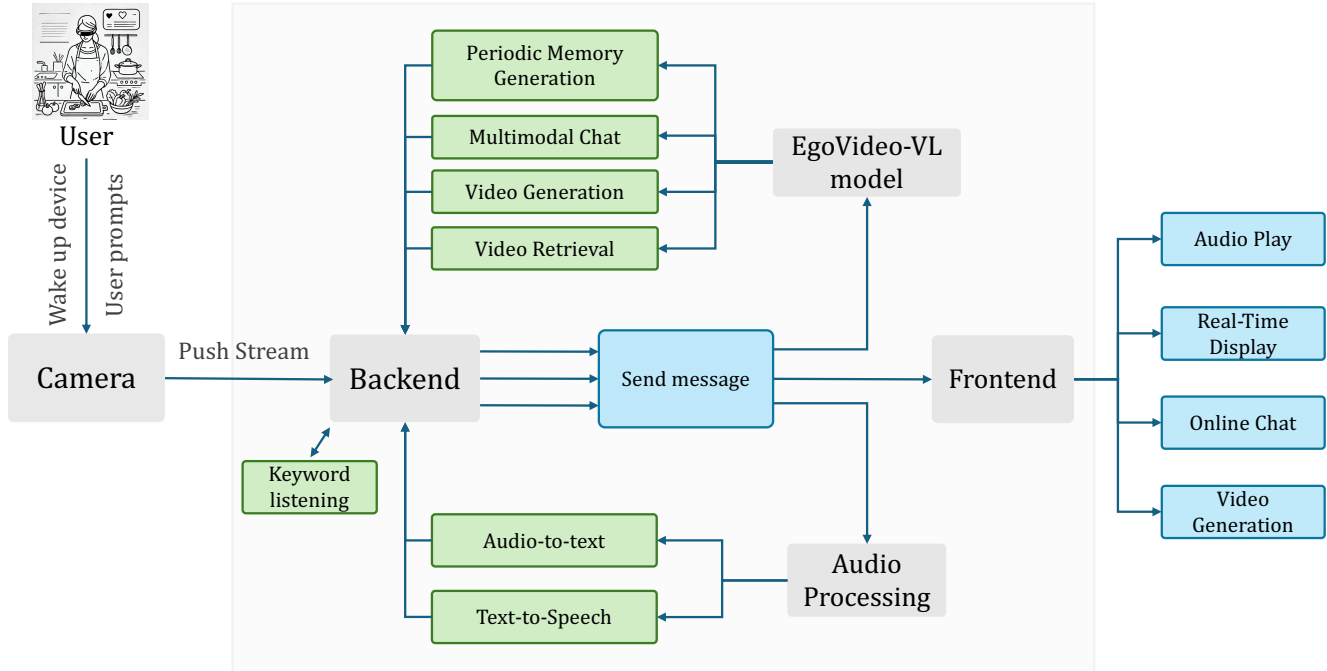 User
Wake up device
User prompts
Camera
Push Stream
Backend
Keyword
listening
Periodic Memory
Generation
Multimodal Chat
Video Generation
Video Retrieval
EgoVideo-VL
model
Send message
Audio-to-text
Text-to-Speech
Audio
Processing
Frontend
Audio Play
Real-Time
Display
Online Chat
Video
Generation